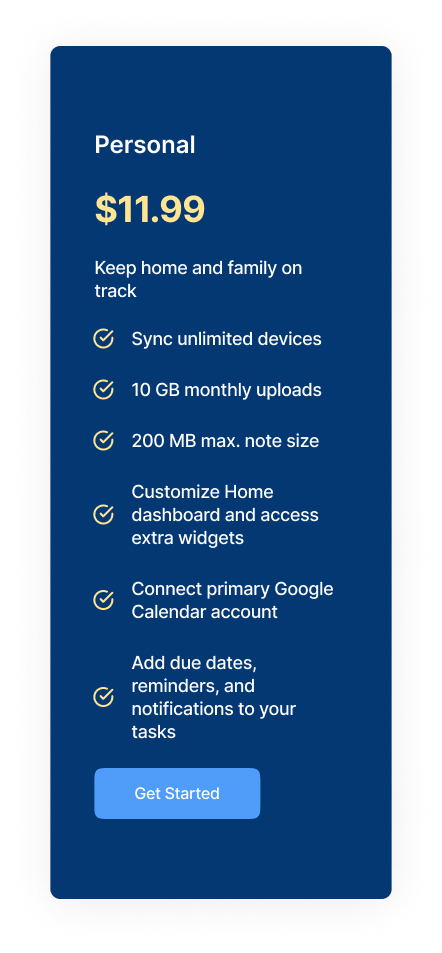 Personal
$11.99
Keep home and family on
track
Sync unlimited devices
10 GB monthly uploads
200 MB max. note size
Customize Home
dashboard and access
extra widgets
Connect primary Google
Calendar account
Add due dates,
reminders, and
notifications to your
tasks
Get Started